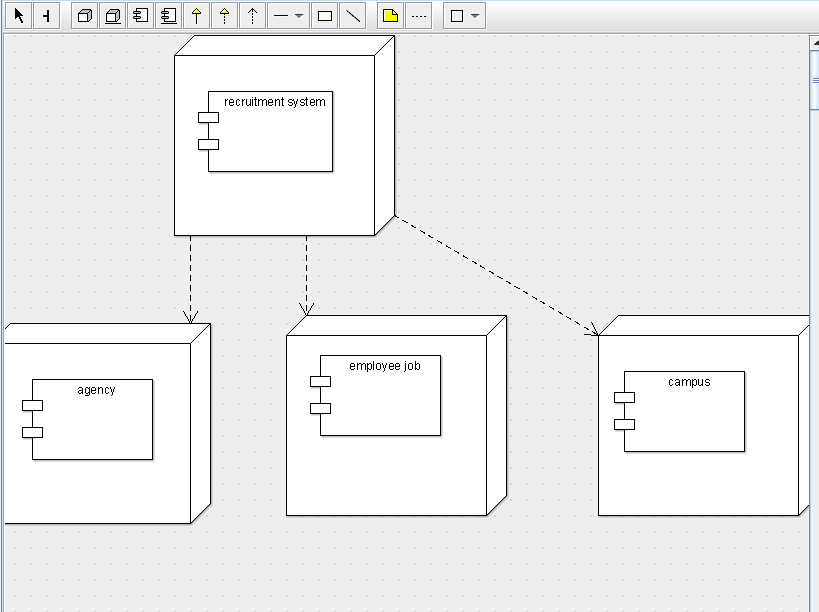 recruitment system
agency
employee job
campus